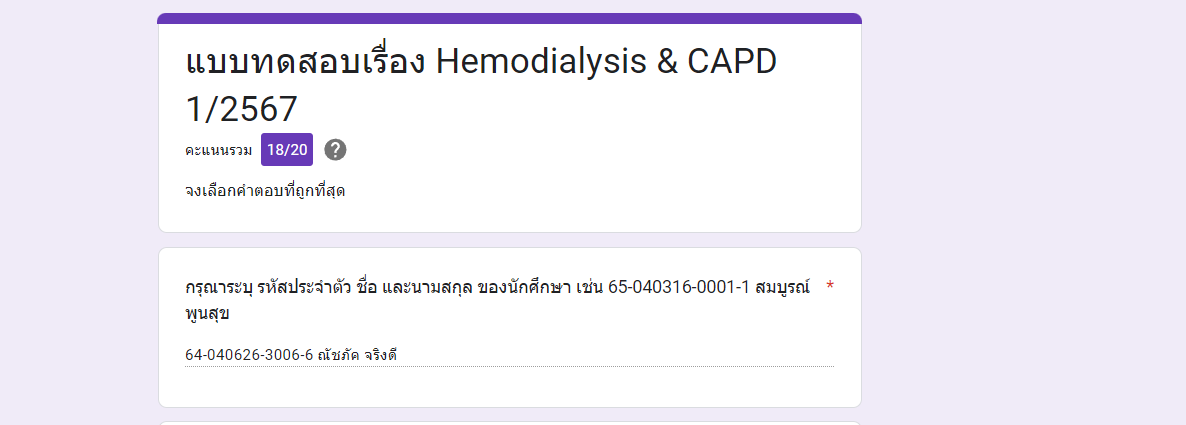 แบบทดสอบเรื่อง Hemodialysis & CAPD
1/2567
คะแนนรวม 18/20 ?
จงเลือกคำตอบที่ถูกที่สุด
กรุณาระบุ รหัสประจำตัว ชื่อ และนามสกุล ของนักศึกษา เช่น 65-040316-0001-1 สมบูรณ์ *
พูนสุข
64-040626-3006-6 ณัชภัค จริงดี